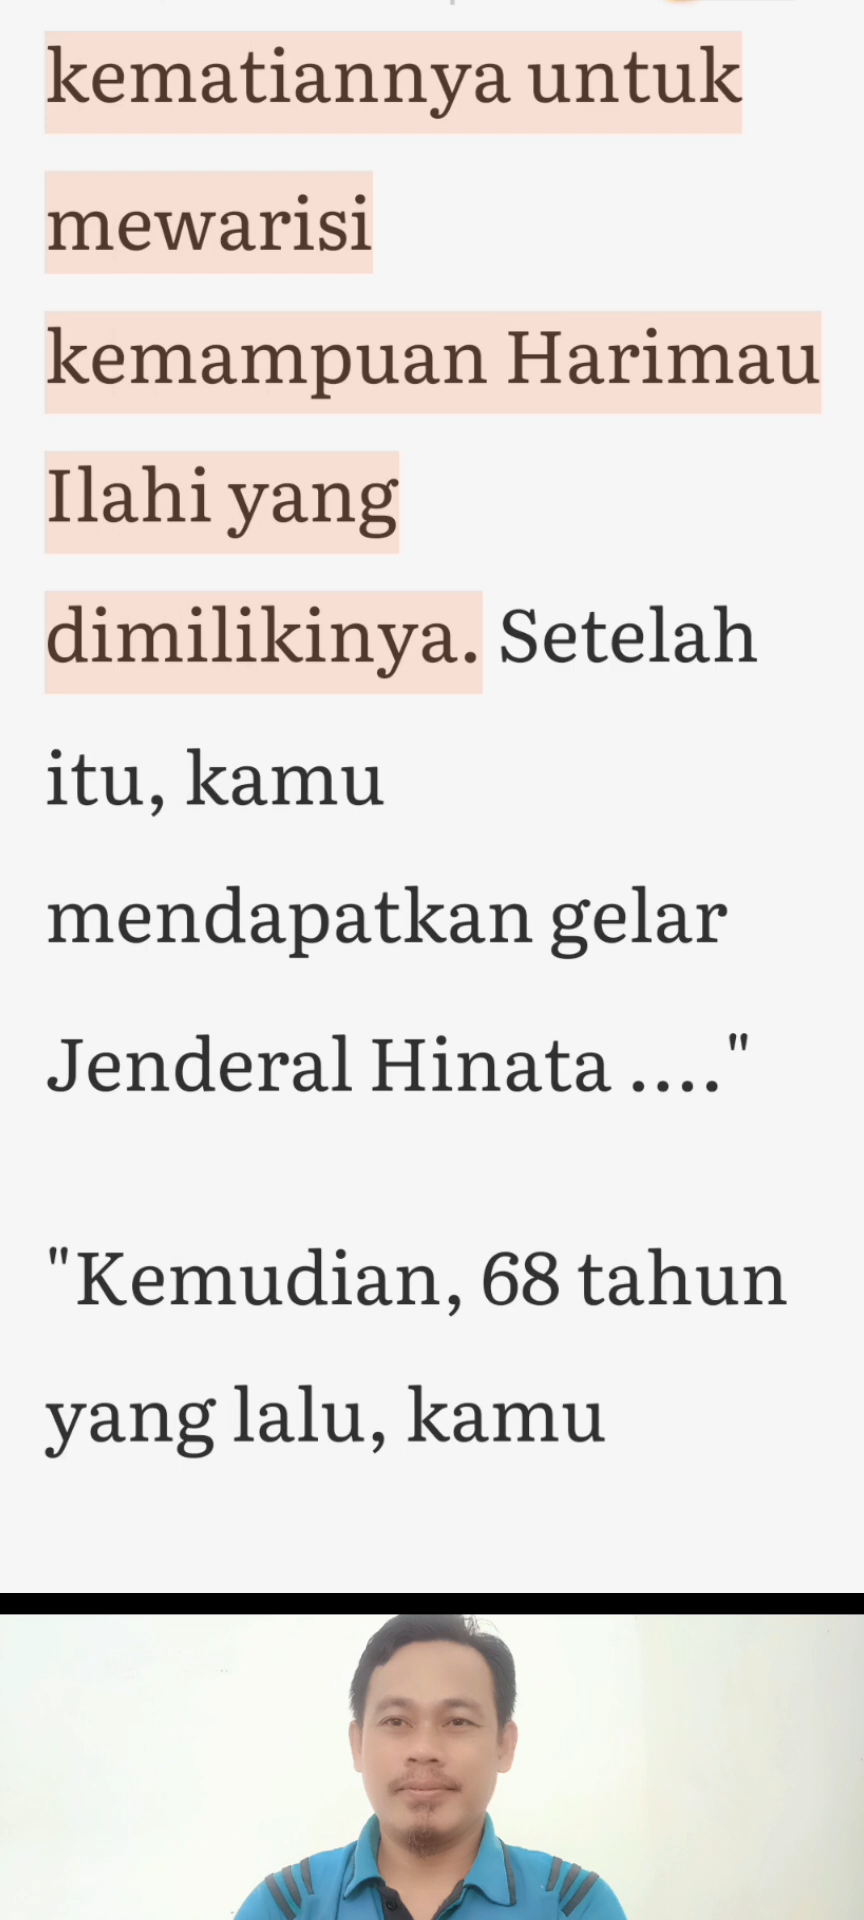 kematiannya untuk
mewarisi
kemampuan Harimau
Ilahi yang
dimilikinya. Setelah
itu, kamu
mendapatkan gelar
Jenderal Hinata ...."
"Kemudian, 68 tahun
yang lalu, kamu